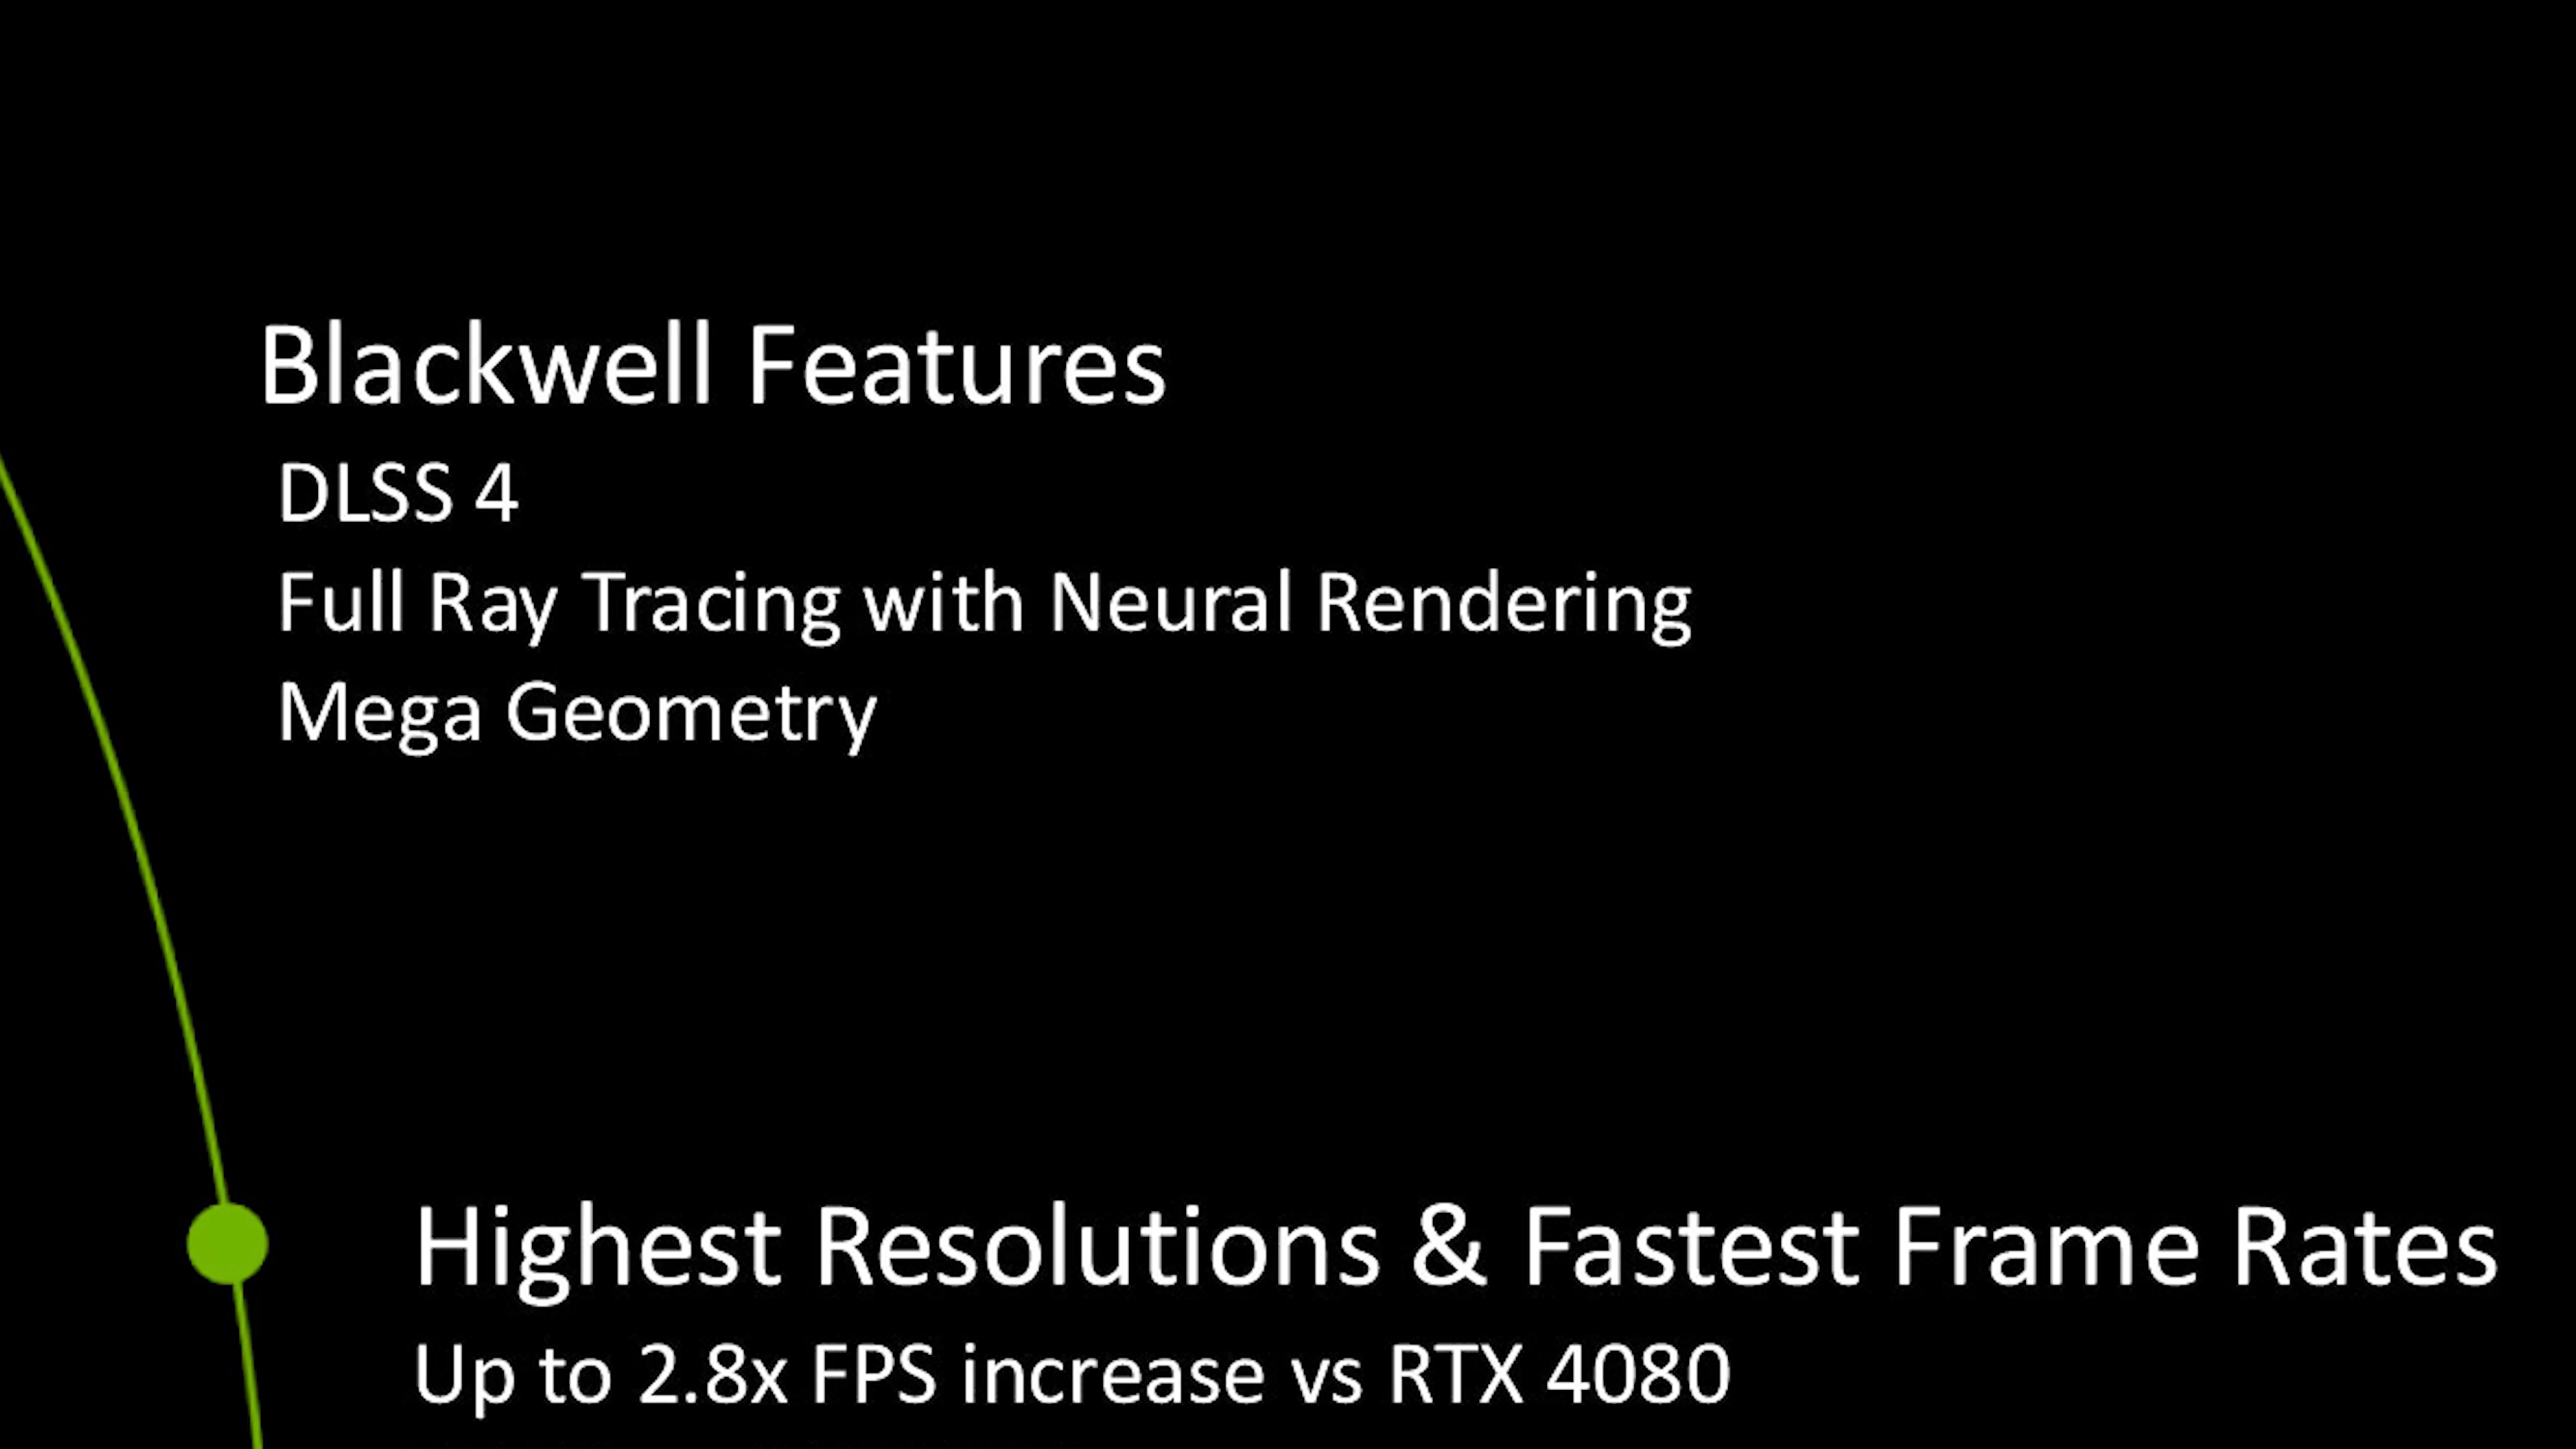 Blackwell Features
DLSS 4
Full Ray Tracing with Neural Rendering
Mega Geometry
Highest Resolutions & Fastest Frame Rates
Up to 2.8x FPS increase vs RTX 4080